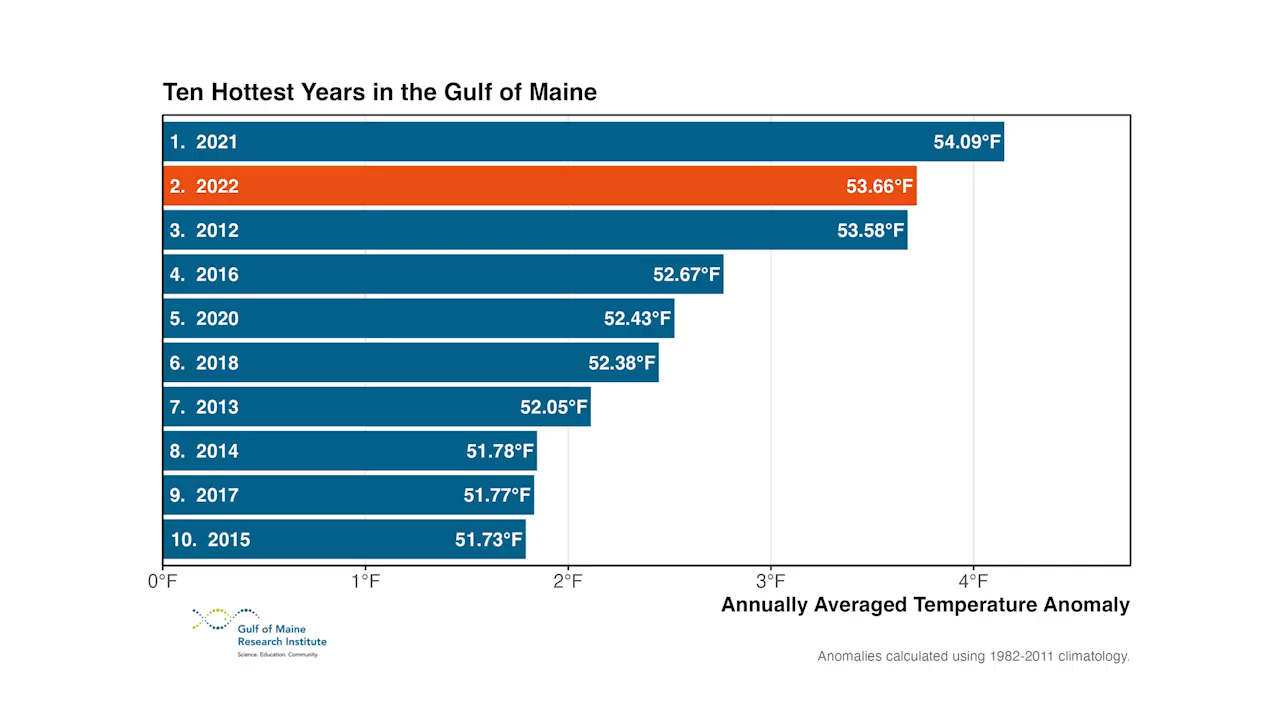 Ten Hottest Years in the Gulf of Maine
1. 2021 54.09°F
2. 2022 53.66°F
3. 2012 53.58°F
4. 2016 52.67°F
5. 2020 52.43°F
6. 2018 52.38°F
7. 2013 52.05°F
8. 2014 51.78°F
9. 2017 51.77°F
10. 2015 51.73°F
0°F 1°F 2°F 3°F 4°F
Annually Averaged Temperature Anomaly
Gulf of Maine
Research Institute
Science. Education. Community.
Anomalies calculated using 1982-2011 climatology.